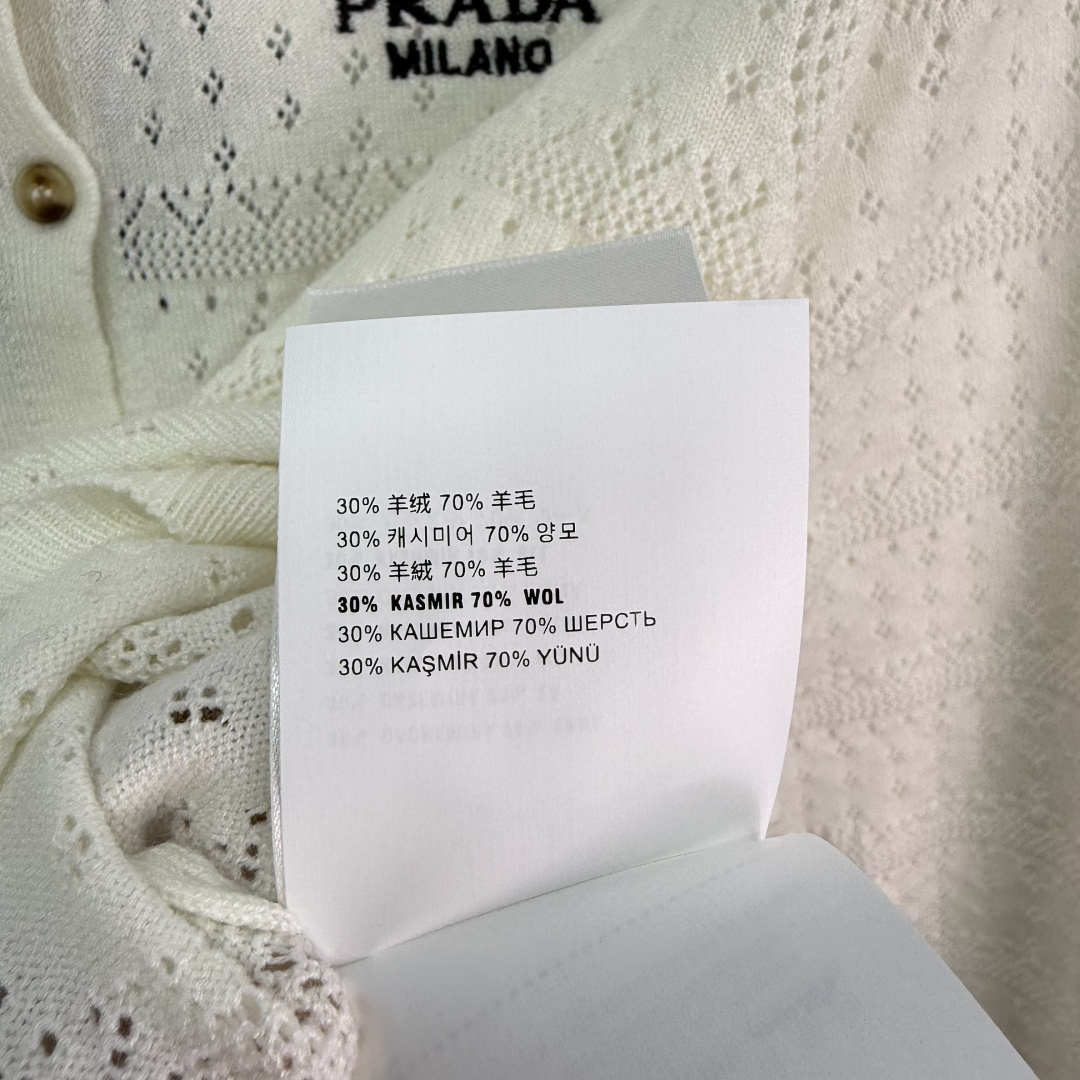 PRADA
MILANO
30% 羊绒 70% 羊毛
30% 캐시미어 70% 양모
30% 羊絨 70% 羊毛
30% KASMIR 70% WOL
30% КАШЕМИР 70% ШЕРСТЬ
30% KAŞMİR 70% YÜNÜ